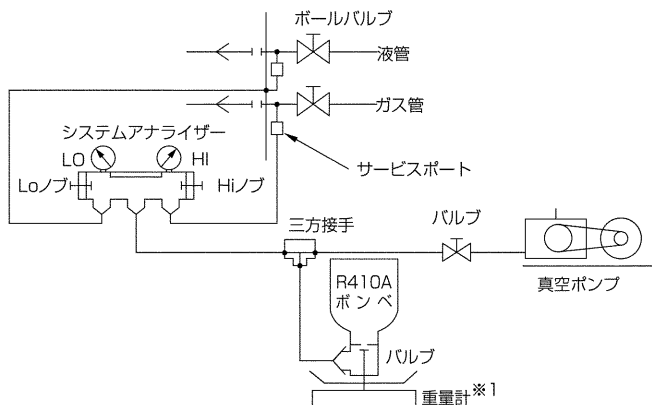 ボールバルブ
液管
ガス管
システムアナライザー
LO
HI
Loノブ
Hiノブ
サービスポート
三方接手
バルブ
R410A
ボンベ
真空ポンプ
バルブ
重量計※1